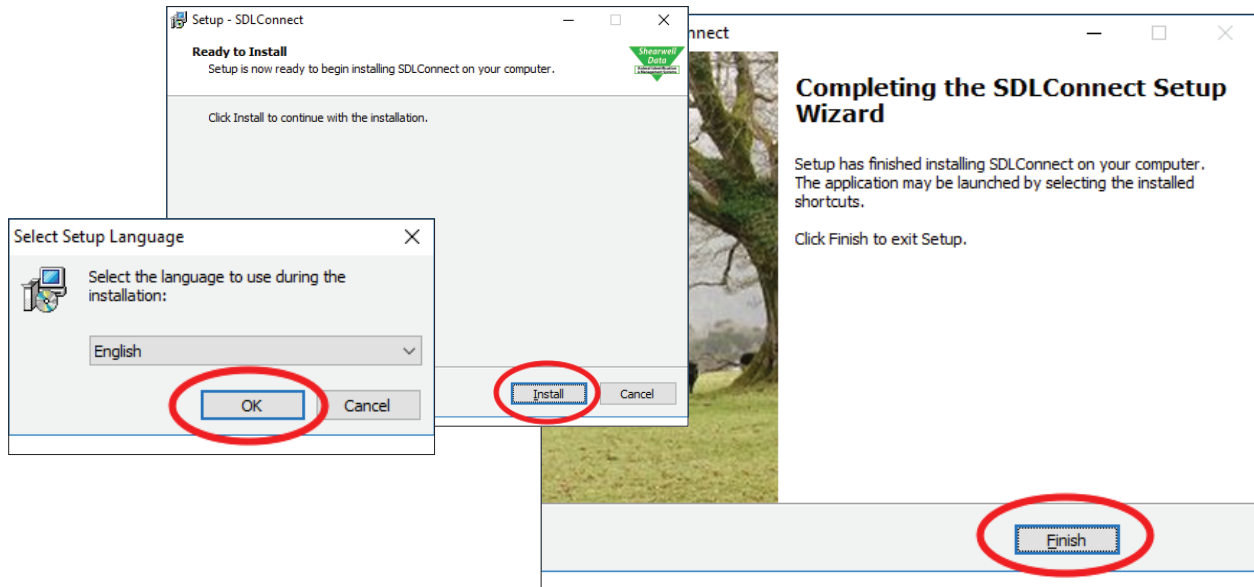 Setup - SDLConnect
Ready to Install
Setup is now ready to begin installing SDLConnect on your computer.
Shearwell
Data
Click Install to continue with the installation.
Install
Cancel
Select Setup Language
Select the language to use during the
installation:
English
OK
Cancel
nnect
Completing the SDLConnect Setup
Wizard
Setup has finished installing SDLConnect on your computer.
The application may be launched by selecting the installed
shortcuts.
Click Finish to exit Setup.
Finish